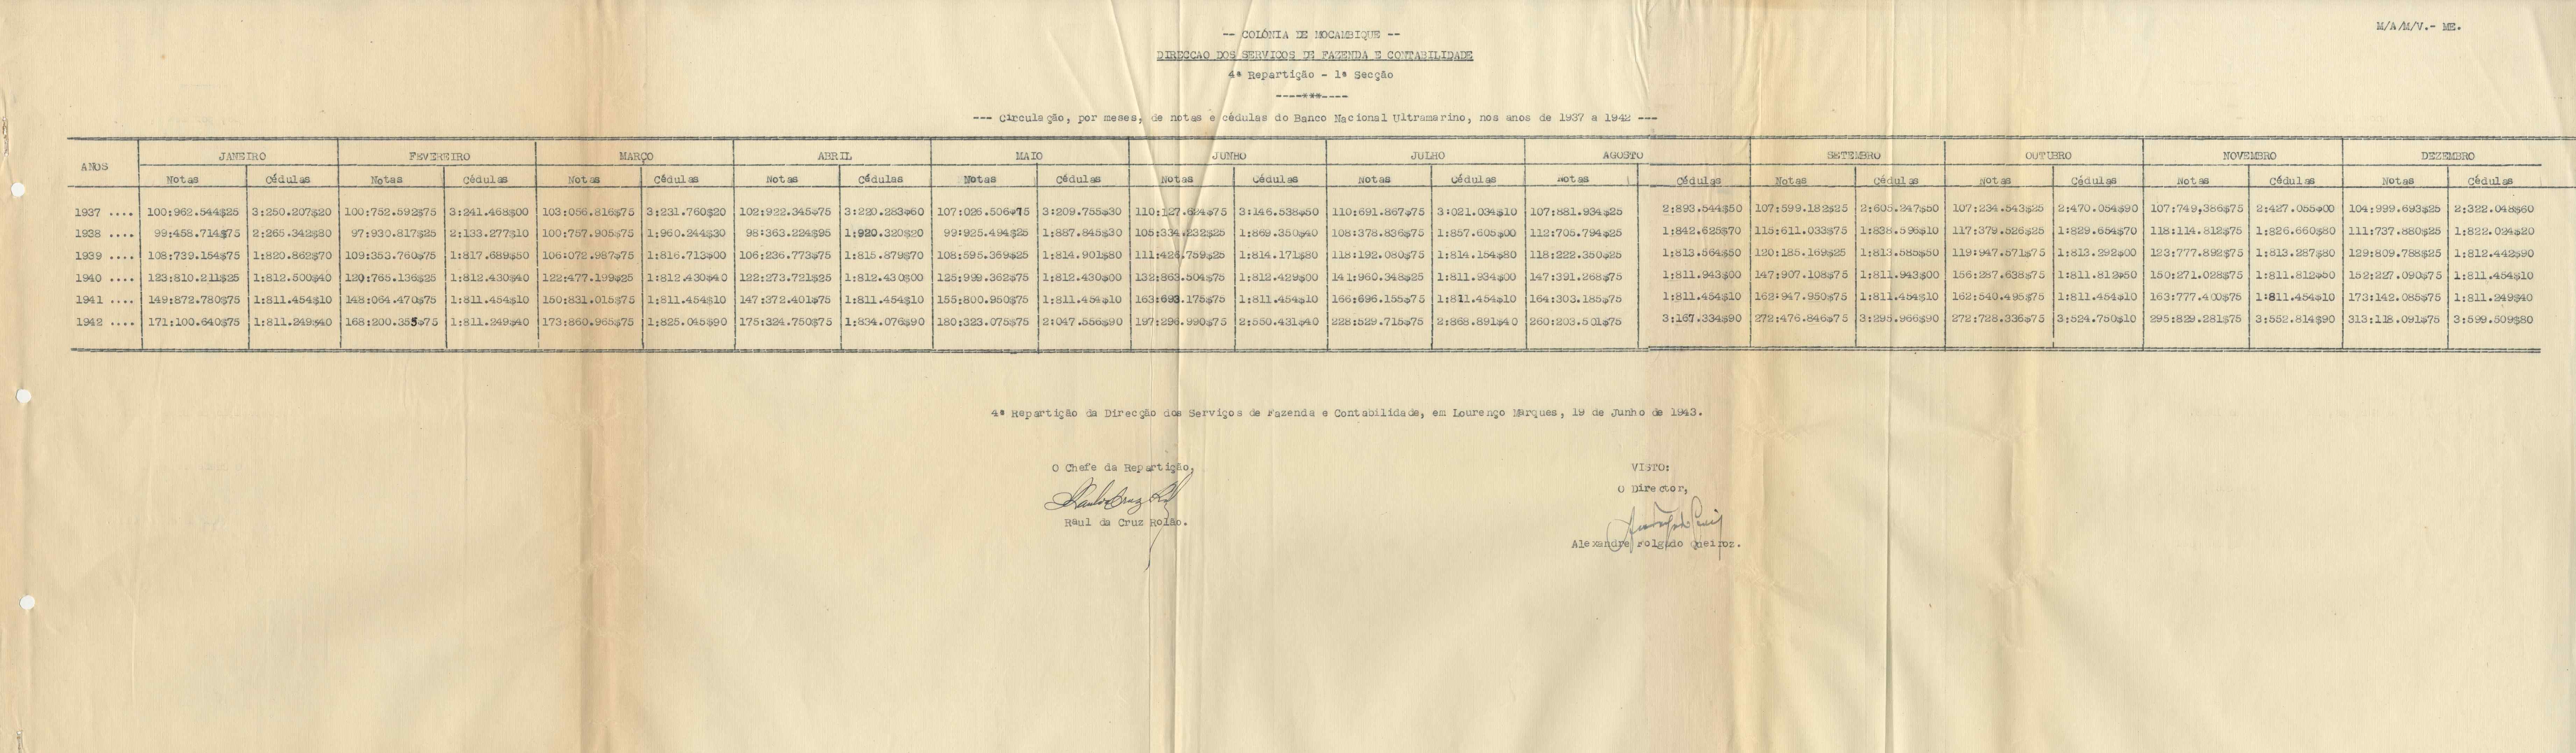 M/A/M/V.- ME.
-- COLÓNIA DE MOCAMBIQUE --
DIRECCAO DOS SERVIÇOS DE FAZENDA E CONTABILIDADE
4ª Repartição - 1ª Secção
----***----
--- Circulação, por meses, de notas e cédulas do Banco Nacional Ultramarino, nos anos de 1937 a 1942 ---
ANOS JANEIRO FEVEREIRO MARÇO ABRIL MAIO JUNHO JULHO AGOSTO SETEMBRO OUTUBRO NOVEMBRO DEZEMBRO
Notas Cédulas Notas Cédulas Notas Cédulas Notas Cédulas Notas Cédulas Notas Cédulas Notas Cédulas Notas Cédulas Notas Cédulas Notas Cédulas Notas Cédulas Notas Cédulas
1937 .... 100:962.544$25 3:250.207$20 100:752.592$75 3:241.468$00 103:056.816$75 3:231.760$20 102:922.345$75 3:220.283$60 107:026.506$75 3:209.755$30 110:127.624$75 3:146.538$50 110:691.867$75 3:021.034$10 107:881.934$25 2:893.544$50 107:599.182$25 2:605.247$50 107:234.543$25 2:470.054$90 107:749,386$75 2:427.055$00 104:999.693$25 2:322.048$60
1938 .... 99:458.714$75 2:265.342$80 97:930.817$25 2:133.277$10 100:757.905$75 1:960.244$30 98:363.224$95 1:920.320$20 99:925.494$25 1:887.845$30 105:334.232$25 1:869.350$40 108:378.836$75 1:857.605$00 112:705.794$25 1:842.625$70 115:611.033$75 1:838.596$10 117:379.526$25 1:829.654$70 118:114.812$75 1:826.660$80 111:737.880$25 1:822.024$20
1939 .... 108:739.154$75 1:820.862$70 109:353.760$75 1:817.689$50 106:072.987$75 1:816.713$00 106:236.773$75 1:815.879$70 108:595.369$25 1:814.901$80 111:426.759$25 1:814.171$80 118:192.080$75 1:814.154$80 118:222.350$25 1:813.564$50 120:185.169$25 1:813.585$50 119:947.571$75 1:813.292$00 123:777.892$75 1:813.287$80 129:809.788$25 1:812.442$90
1940 .... 123:810.211$25 1:812.500$40 120:765.136$25 1:812.430$40 122:477.199$25 1:812.430$40 122:273.721$25 1:812.430$00 125:999.362$75 1:812.430$00 132:863.504$75 1:812.429$00 141:960.348$25 1:811.934$00 147:391.268$75 1:811.943$00 147:907.108$75 1:811.943$00 156:287.638$75 1:811.812$50 150:271.028$75 1:811.812$50 152:227.090$75 1:811.454$10
1941 .... 149:872.780$75 1:811.454$10 148:064.470$75 1:811.454$10 150:831.015$75 1:811.454$10 147:372.401$75 1:811.454$10 155:800.950$75 1:811.454$10 163:693.175$75 1:811.454$10 166:696.155$75 1:811.454$10 164:303.185$75 1:811.454$10 162:947.950$75 1:811.454$10 162:540.495$75 1:811.454$10 163:777.400$75 1:811.454$10 173:142.085$75 1:811.249$40
1942 .... 171:100.640$75 1:811.249$40 168:200.355$75 1:811.249$40 173:860.965$75 1:825.045$90 175:324.750$75 1:834.076$90 180:323.075$75 2:047.556$90 197:296.990$75 2:550.431$40 228:529.715$75 2:868.891$40 260:203.501$75 3:167.334$90 272:476.846$75 3:295.966$90 272:728.336$75 3:524.750$10 295:829.281$75 3:552.814$90 313:118.091$75 3:599.509$80
4ª Repartição da Direcção dos Serviços de Fazenda e Contabilidade, em Lourenço Marques, 19 de Junho de 1943.
O Chefe da Repartição,
Raul da Cruz Rolão.
VISTO:
O Director,
Alexandre Folgado Queiroz.